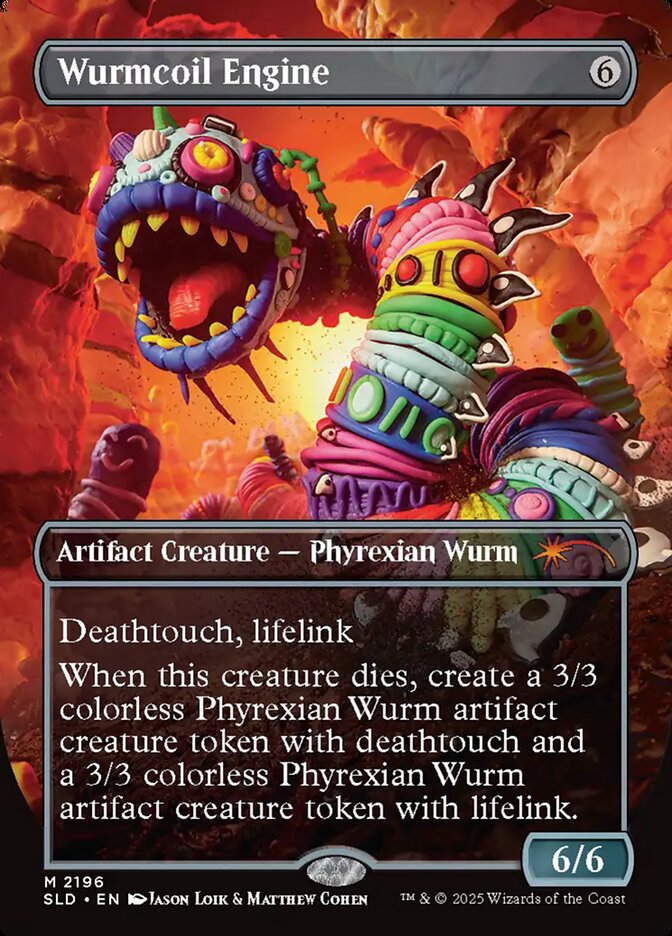 Wurmcoil Engine 6
Artifact Creature — Phyrexian Wurm
Deathtouch, lifelink
When this creature dies, create a 3/3
colorless Phyrexian Wurm artifact
creature token with deathtouch and
a 3/3 colorless Phyrexian Wurm
artifact creature token with lifelink.
6/6
M 2196
SLD • EN Jason Loik & Matthew Cohen ™ & © 2025 Wizards of the Coast